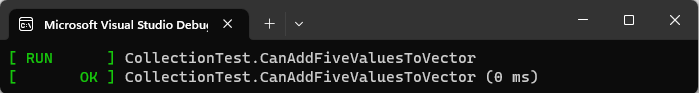 Microsoft Visual Studio Debug
[ RUN      ] CollectionTest.CanAddFiveValuesToVector
[       OK ] CollectionTest.CanAddFiveValuesToVector (0 ms)